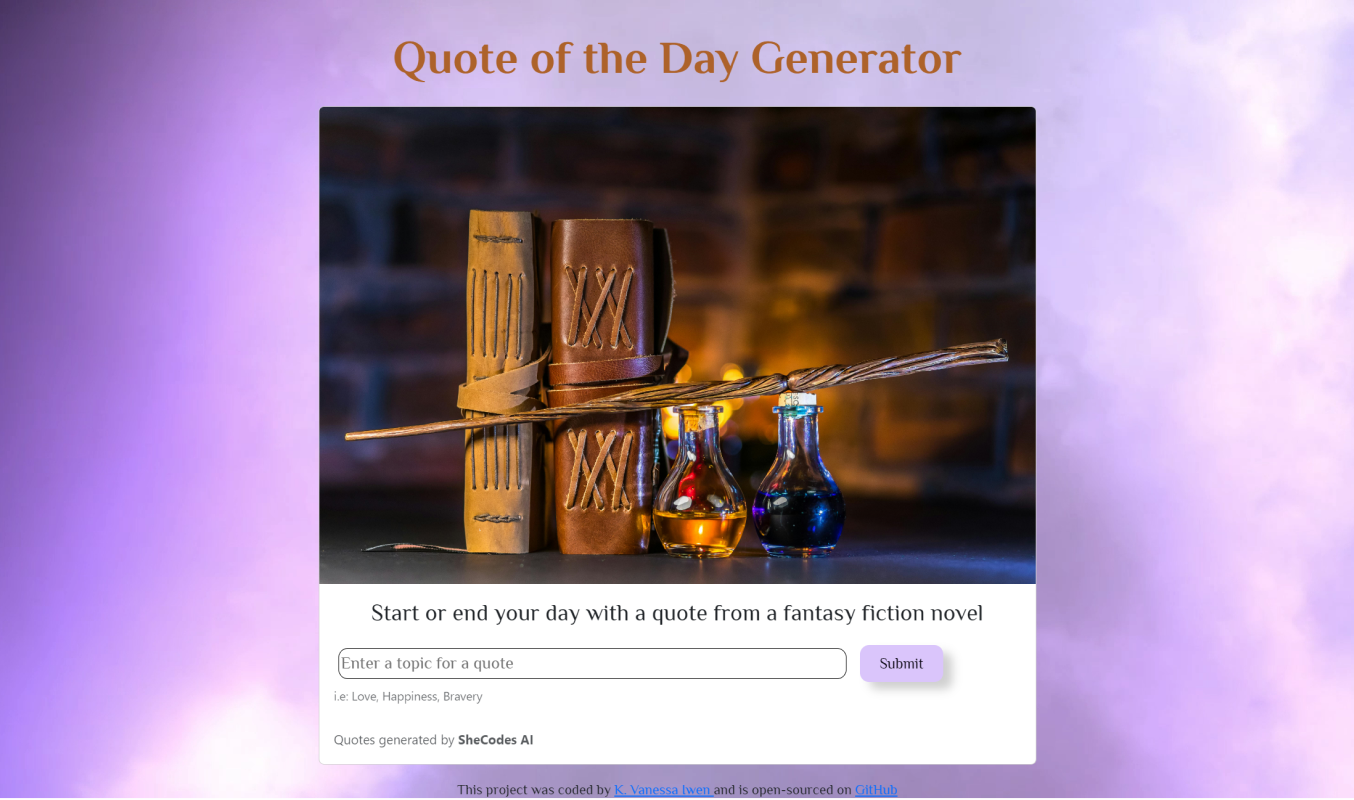 Quote of the Day Generator
Start or end your day with a quote from a fantasy fiction novel
Enter a topic for a quote
Submit
i.e: Love, Happiness, Bravery
Quotes generated by SheCodes AI
This project was coded by K. Vanessa Iwen and is open-sourced on GitHub